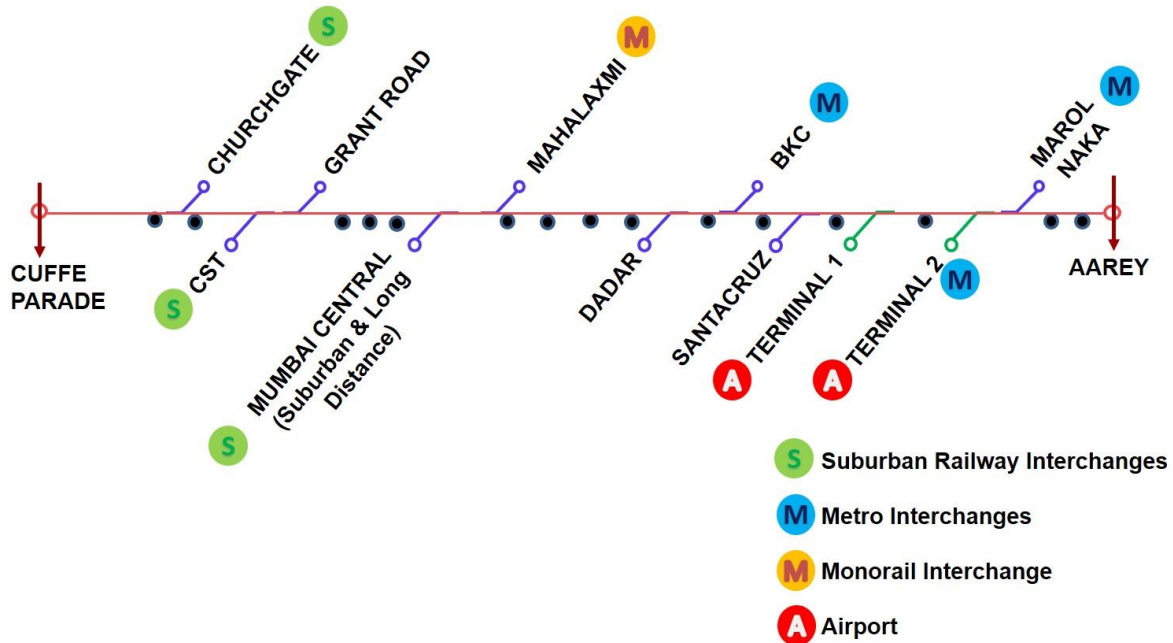 S
CHURCHGATE
GRANT ROAD
M
MAHALAXMI
M
BKC
M
MAROL
NAKA
CUFFE
PARADE
S
CST
S
MUMBAI CENTRAL
(Suburban & Long
Distance)
DADAR
SANTACRUZ
A
TERMINAL 1
A
TERMINAL 2
M
AAREY
S Suburban Railway Interchanges
M Metro Interchanges
M Monorail Interchange
A Airport